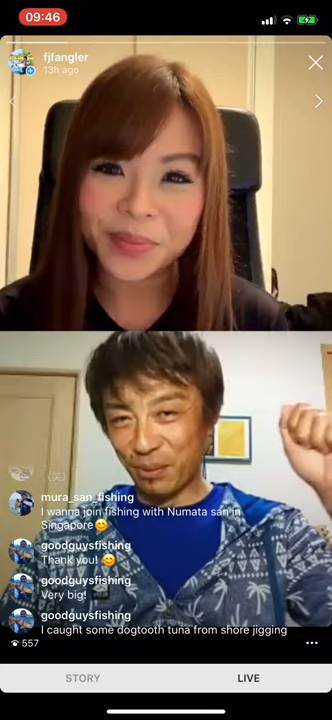 09:46
fjfangler
13h ago
mura_san_fishing
I wanna join fishing with Numata san in
Singapore😊
goodguysfishing
Thank you! 😊
goodguysfishing
Very big!
goodguysfishing
I caught some dogtooth tuna from shore jigging
557
STORY
LIVE